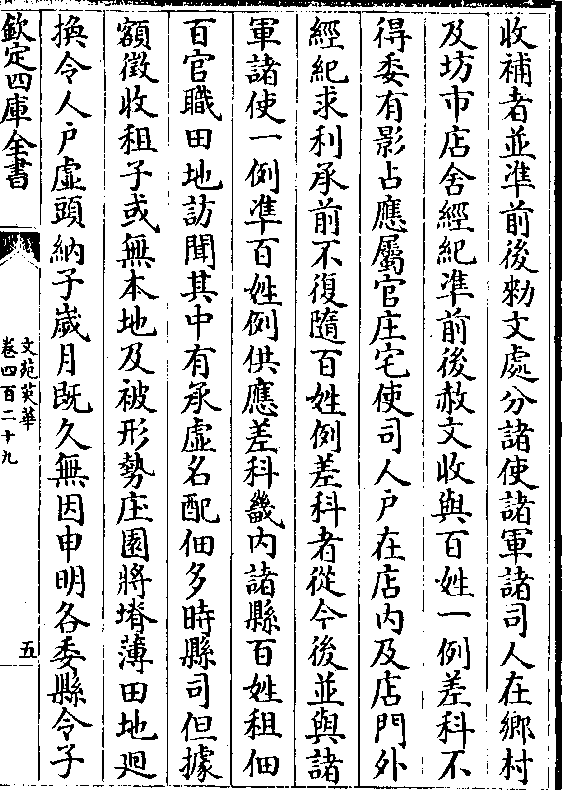 收補者並准前後勑文處分諸使諸軍諸司人在鄉村
及坊市店舍經紀准前後赦文收與百姓一例差科不
得委有影占應屬官庄宅使司人戶在店內及店門外
經紀求利承前不復隨百姓例差科者從今後並與諸
軍諸使一例准百姓例供應差科畿內諸縣百姓租佃
百官職田地訪聞其中有承虛名配佃多時縣司但據
額徵收租子或無本地及被形勢庄園將塉薄田地廻
換令人戶虛頭納子嵗月既久無因申明各委縣令子
欽定四庫全書
文苑英華
卷四百二十九
五